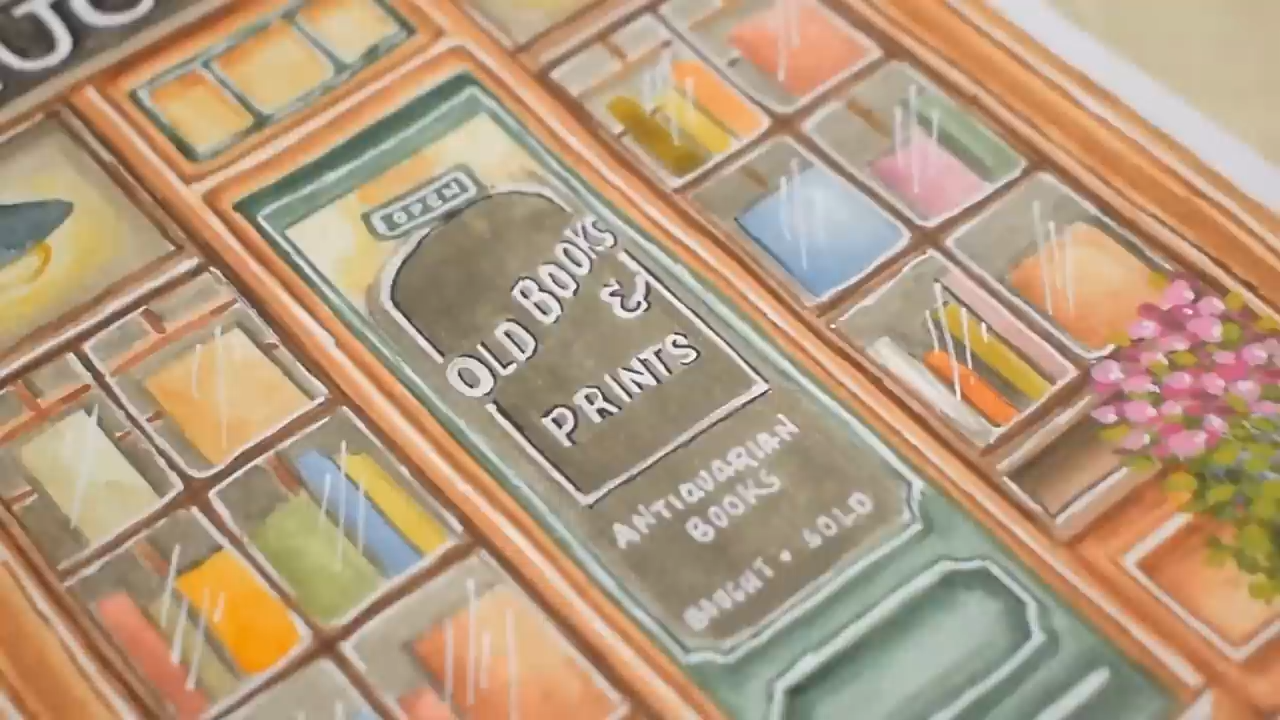 OPEN
OLD BOOKS
&
PRINTS
ANTIQUARIAN
BOOKS
BOUGHT + SOLD